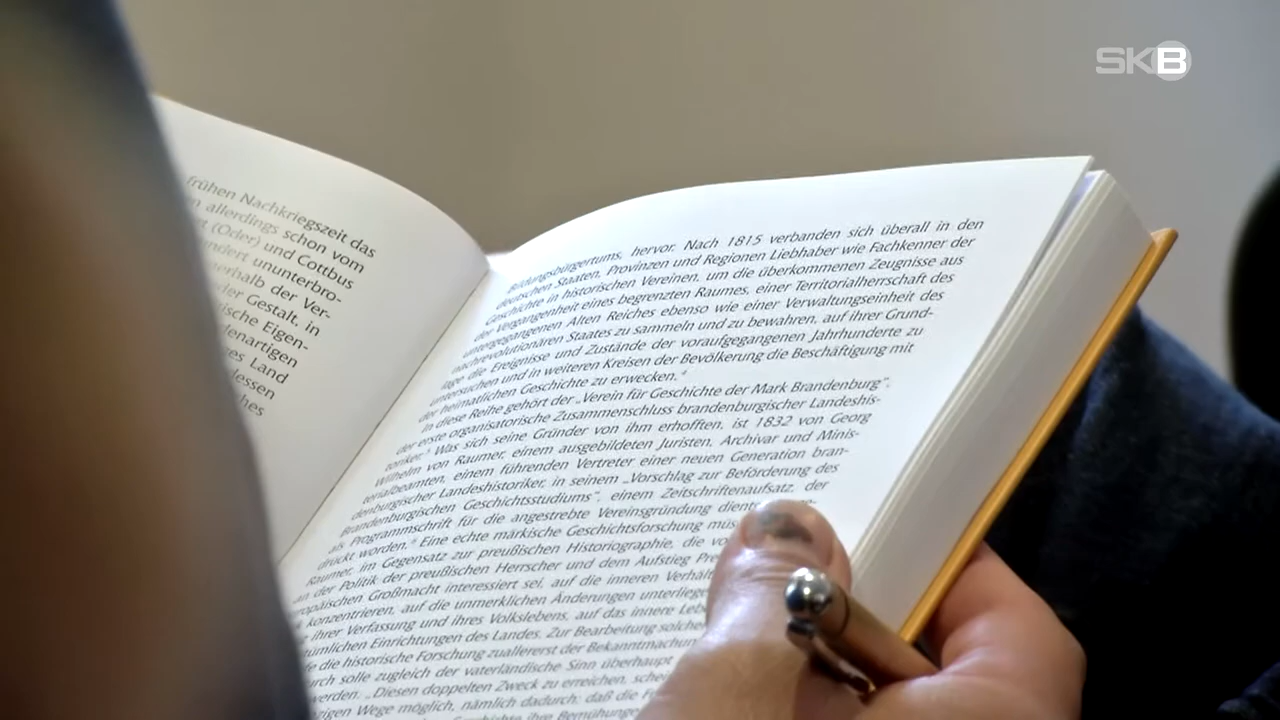 SKB
frühen Nachkriegszeit das
allerdings schon vom
(Oder) und Cottbus
ununterbro-
der Ver-
Gestalt, in
Eigen-
Land
dessen
Bildungsbürgertums, hervor. Nach 1815 verbanden sich überall in den
deutschen Staaten, Provinzen und Regionen Liebhaber wie Fachkenner der
Geschichte in historischen Vereinen, um die überkommenen Zeugnisse aus
der Vergangenheit eines begrenzten Raumes, einer Territorialherrschaft des
untergegangenen Alten Reiches ebenso wie einer Verwaltungseinheit des
nachrevolutionären Staates zu sammeln und zu bewahren, auf ihrer Grund-
lage die Ereignisse und Zustände der voraufgegangenen Jahrhunderte zu
untersuchen und in weiteren Kreisen der Bevölkerung die Beschäftigung mit
der heimatlichen Geschichte zu erwecken.⁴
In diese Reihe gehört der „Verein für Geschichte der Mark Brandenburg“,
der erste organisatorische Zusammenschluss brandenburgischer Landeshis-
toriker.⁵ Was sich seine Gründer von ihm erhofften, ist 1832 von Georg
Wilhelm von Raumer, einem ausgebildeten Juristen, Archivar und Minis-
terialbeamten, einem führenden Vertreter einer neuen Generation bran-
denburgischer Landeshistoriker, in seinem „Vorschlag zur Beförderung des
Brandenburgischen Geschichtsstudiums“, einem Zeitschriftenaufsatz, der
als Programmschrift für die angestrebte Vereinsgründung
drückt worden.⁶ Eine echte märkische Geschichtsforschung
Raumer, im Gegensatz zur preußischen Historiographie, die
an der Politik der preußischen Herrscher und dem Aufstieg
Großmacht interessiert sei, auf die inneren
konzentrieren, auf die unmerklichen Änderungen
ihrer Verfassung und ihres Volkslebens, auf das innere
Einrichtungen des Landes. Zur Bearbeitung
die historische Forschung zuallererst der
solle zugleich der vaterländische Sinn überhaupt
werden. „Diesen doppelten Zweck zu erreichen,
Wege möglich, nämlich dadurch, daß die
Geschichte ihre